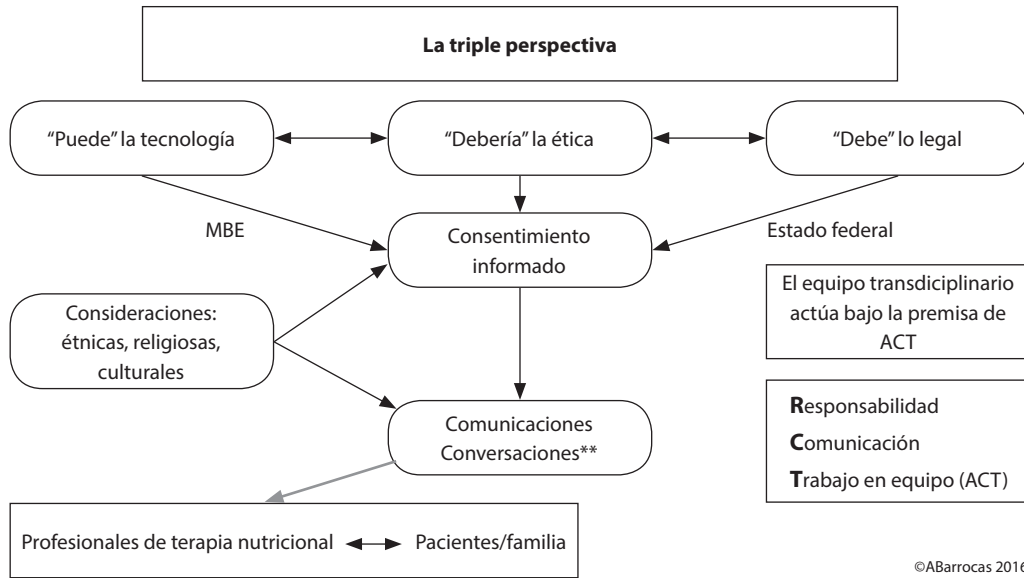 La triple perspectiva
“Puede” la tecnología
“Debería” la ética
“Debe” lo legal
MBE
Consentimiento
informado
Estado federal
Consideraciones:
étnicas, religiosas,
culturales
El equipo transdiciplinario
actúa bajo la premisa de
ACT
Comunicaciones
Conversaciones**
Responsabilidad
Comunicación
Trabajo en equipo (ACT)
Profesionales de terapia nutricional
Pacientes/familia
©ABarrocas 2016